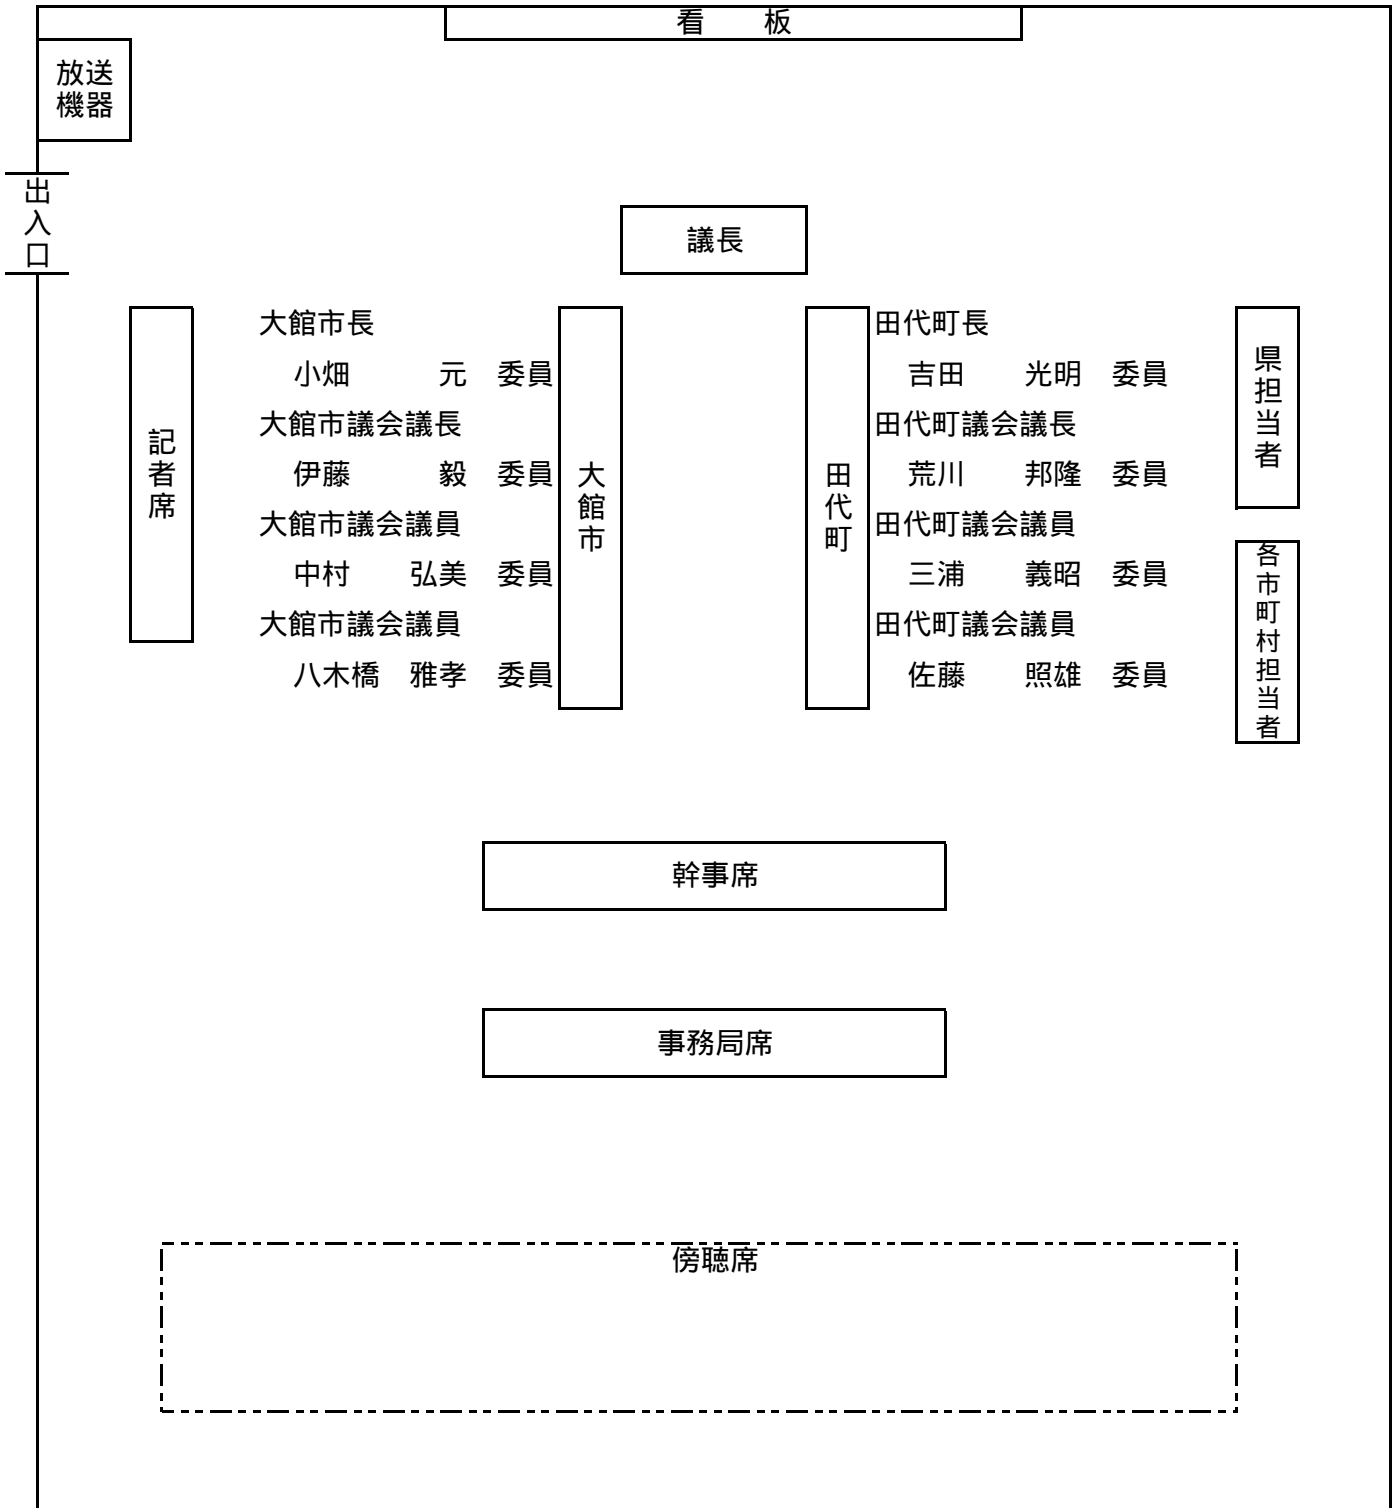 看　　板
放送
機器
出入口
議長
記者席
大館市長
小畑　　　元　委員
大館市議会議長
伊藤　　　毅　委員
大館市議会議員
中村　　弘美　委員
大館市議会議員
八木橋　雅孝　委員
大館市
田代町
田代町長
吉田　　光明　委員
田代町議会議長
荒川　　邦隆　委員
田代町議会議員
三浦　　義昭　委員
田代町議会議員
佐藤　　照雄　委員
県担当者
各市町村担当者
幹事席
事務局席
傍聴席